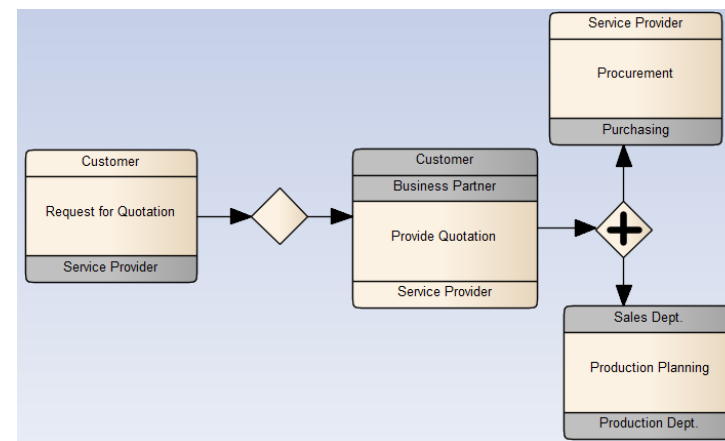 Service Provider
Procurement
Purchasing
Customer
Request for Quotation
Service Provider
Customer
Business Partner
Provide Quotation
Service Provider
Sales Dept.
Production Planning
Production Dept.